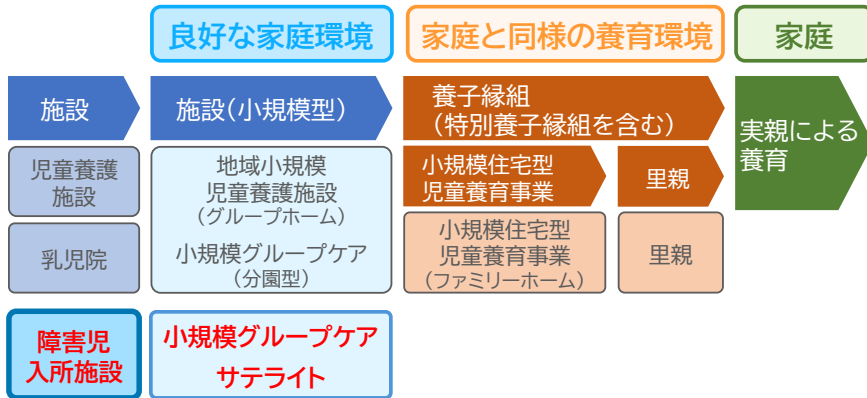 良好な家庭環境
家庭と同様の養育環境
家庭
施設
施設(小規模型)
養子縁組
(特別養子縁組を含む)
実親による
養育
児童養護
施設
地域小規模
児童養護施設
(グループホーム)
小規模住宅型
児童養育事業
里親
乳児院
小規模グループケア
(分園型)
小規模住宅型
児童養育事業
(ファミリーホーム)
里親
障害児
入所施設
小規模グループケア
サテライト